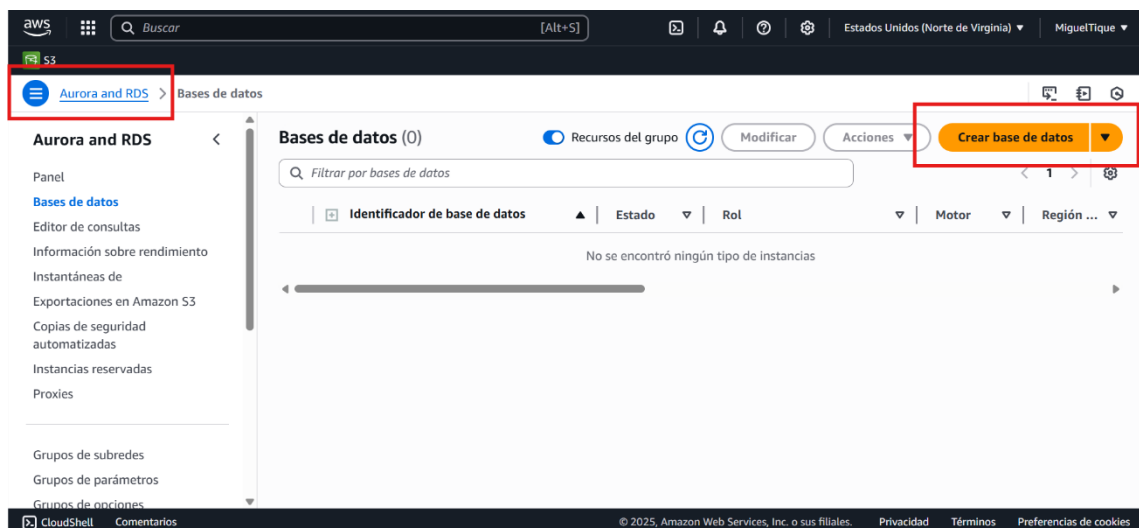 aws
Buscar [Alt+S] Estados Unidos (Norte de Virginia) MiguelTique
S3
Aurora and RDS > Bases de datos
Aurora and RDS
Panel
Bases de datos
Editor de consultas
Información sobre rendimiento
Instantáneas de
Exportaciones en Amazon S3
Copias de seguridad
automatizadas
Instancias reservadas
Proxies
Grupos de subredes
Grupos de parámetros
Grupos de opciones
Bases de datos (0) Recursos del grupo Modificar Acciones Crear base de datos
Filtrar por bases de datos
< 1 >
Identificador de base de datos Estado Rol Motor Región ...
No se encontró ningún tipo de instancias
CloudShell Comentarios © 2025, Amazon Web Services, Inc. o sus filiales. Privacidad Términos Preferencias de cookies